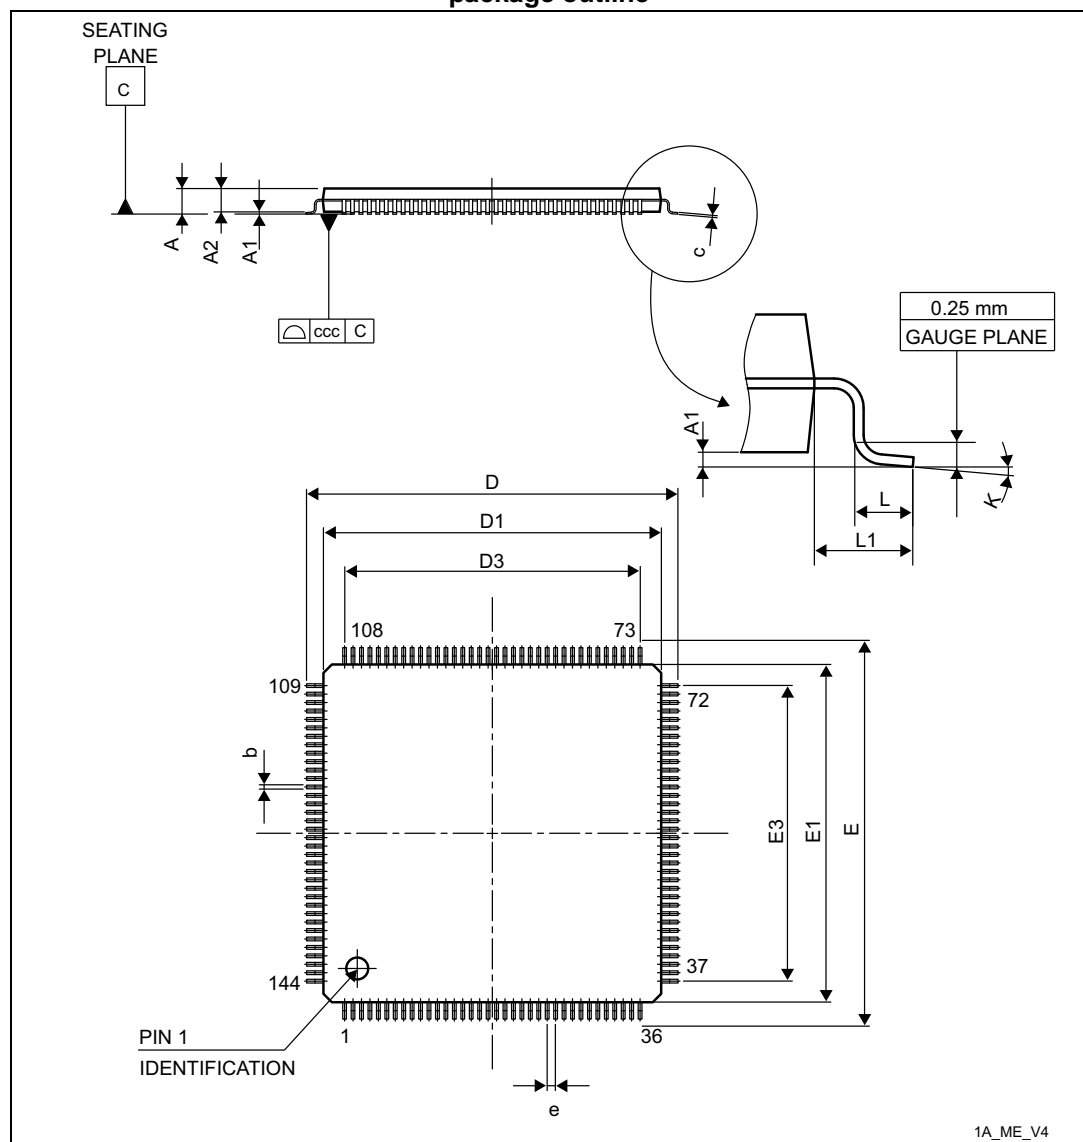 package outline
SEATING
PLANE
C
A
A2
A1
c
ccc
C
0.25 mm
GAUGE PLANE
A1
K
L
L1
D
D1
D3
108
73
109
72
b
E3
E1
E
144
37
PIN 1
IDENTIFICATION
1
36
e
1A_ME_V4